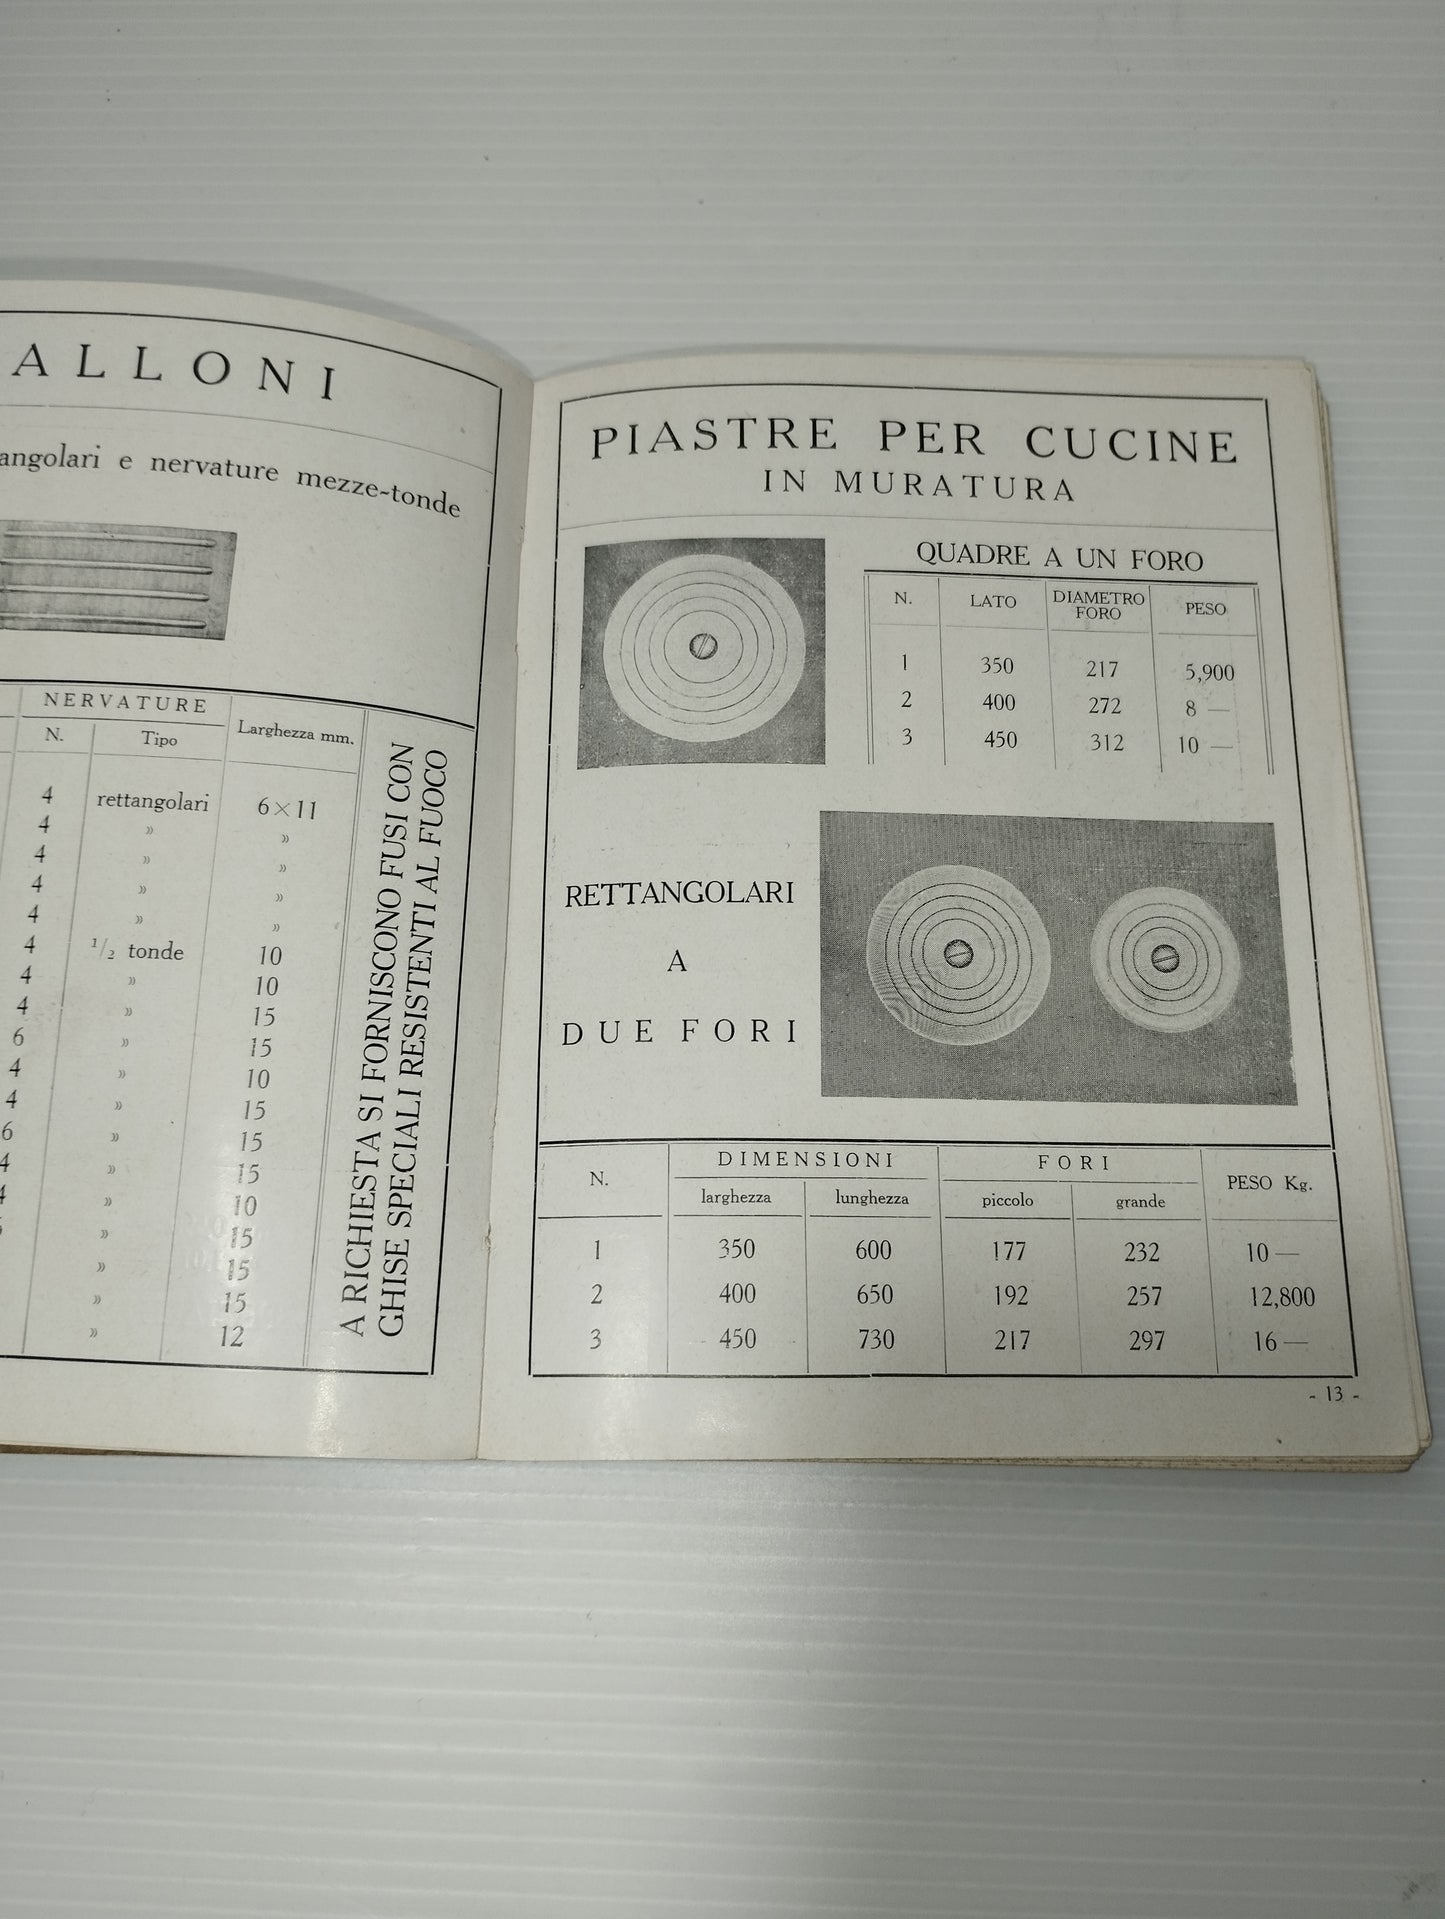 ALLONI
angolari e nervature mezze-tonde
NERVATURE Larghezza mm.
N. Tipo
4 rettangolari 6×11
4 » »
4 » »
4 » »
4 » »
4 1/2 tonde 10
4 » 10
4 » 15
6 » 15
4 » 10
4 » 15
6 » 15
4 » 15
4 » 10
» 15
» 15
» 15
» 12
A RICHIESTA SI FORNISCONO FUSI CON
GHISE SPECIALI RESISTENTI AL FUOCO
PIASTRE PER CUCINE
IN MURATURA
QUADRE A UN FORO
N. LATO DIAMETRO FORO PESO
1 350 217 5,900
2 400 272 8 —
3 450 312 10 —
RETTANGOLARI
A
DUE FORI
N. DIMENSIONI FORI PESO Kg.
larghezza lunghezza piccolo grande
1 350 600 177 232 10 —
2 400 650 192 257 12,800
3 450 730 217 297 16 —
- 13 -